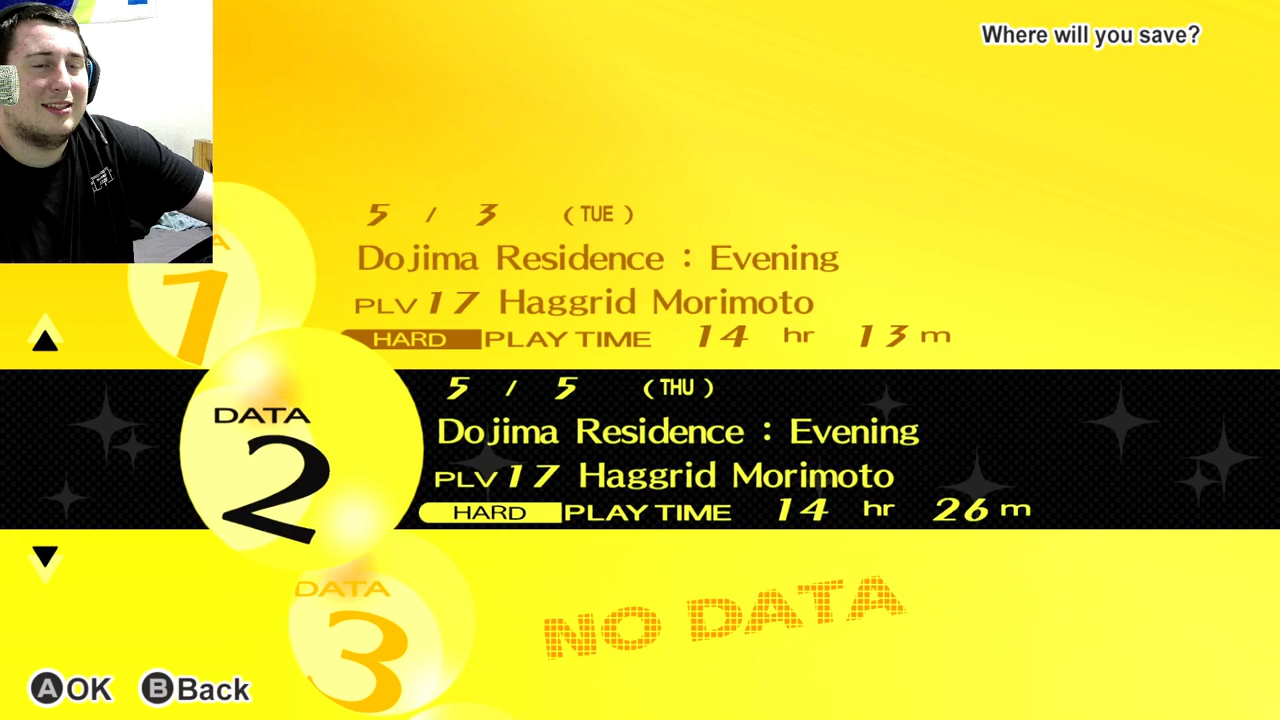 Where will you save?
5 / 3 (TUE)
Dojima Residence : Evening
PLV 17 Haggrid Morimoto
HARD PLAY TIME 14 hr 13 m
1
5 / 5 (THU)
DATA
Dojima Residence : Evening
2
PLV 17 Haggrid Morimoto
HARD PLAY TIME 14 hr 26 m
DATA
3
NO DATA
A OK B Back